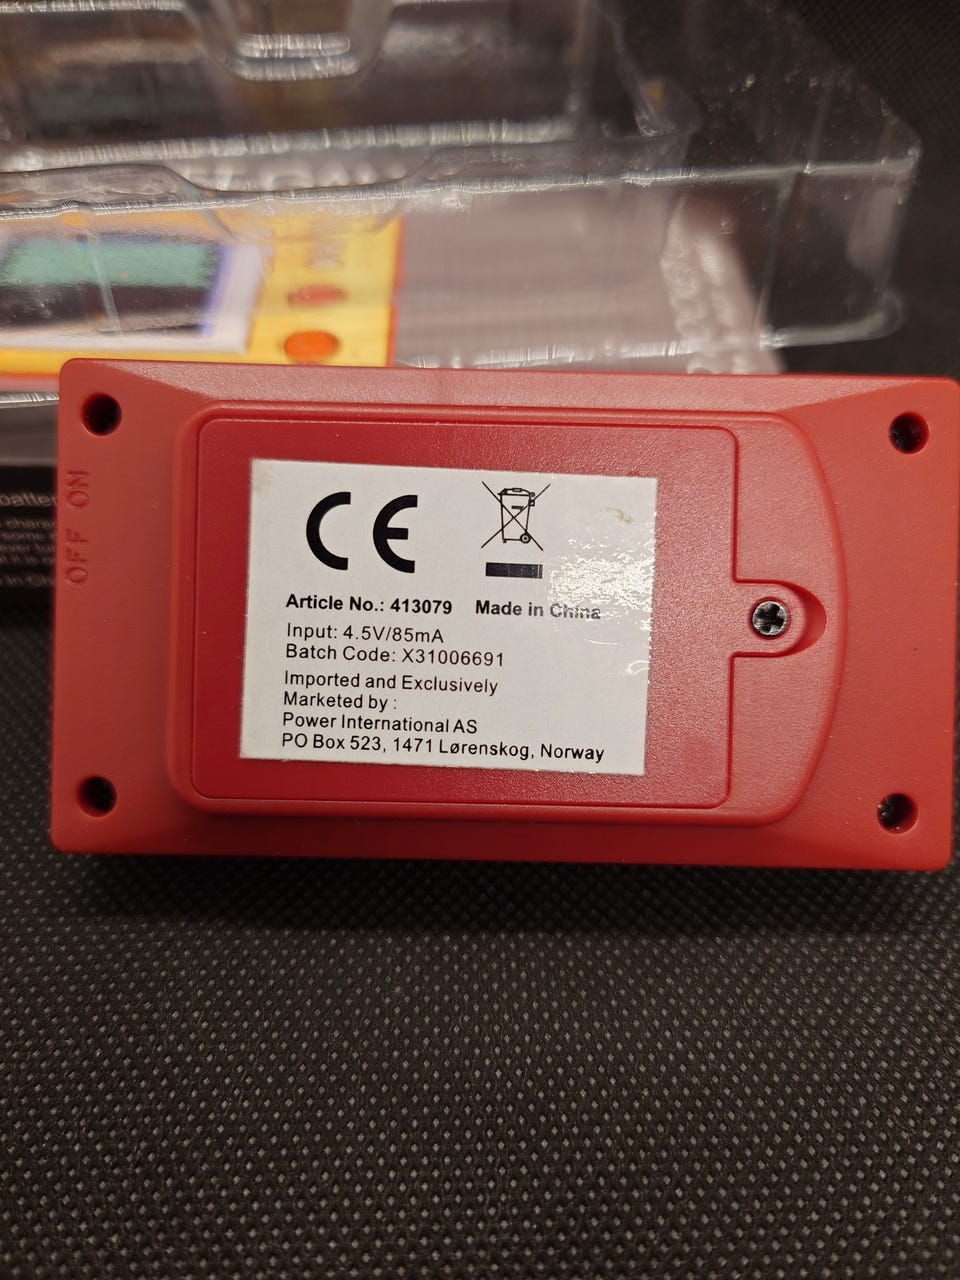 OFF ON
CE
Article No.: 413079 Made in China
Input: 4.5V/85mA
Batch Code: X31006691
Imported and Exclusively
Marketed by :
Power International AS
PO Box 523, 1471 Lørenskog, Norway